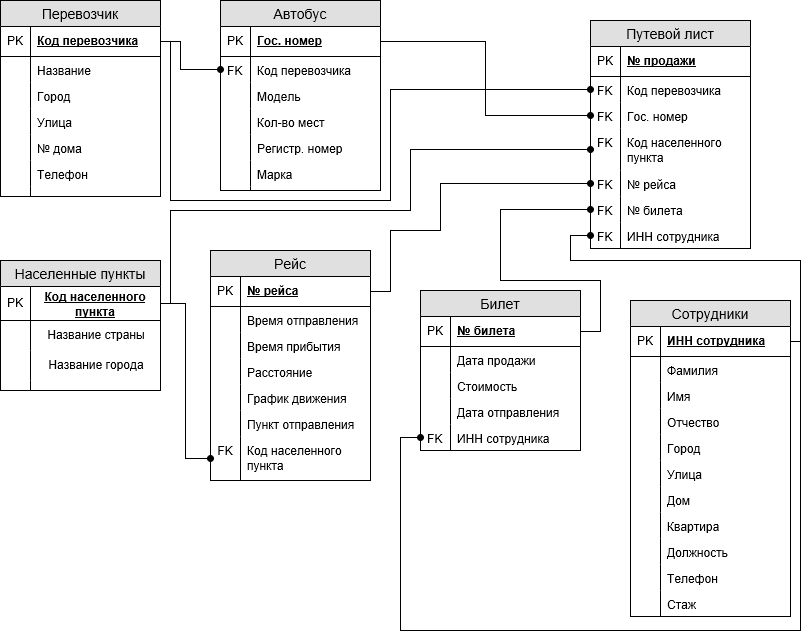 Перевозчик
PK Код перевозчика
Название
Город
Улица
№ дома
Телефон
Автобус
PK Гос. номер
FK Код перевозчика
Модель
Кол-во мест
Регистр. номер
Марка
Путевой лист
PK № продажи
FK Код перевозчика
FK Гос. номер
FK Код населенного
пункта
FK № рейса
FK № билета
FK ИНН сотрудника
Населенные пункты
PK Код населенного
пункта
Название страны
Название города
Рейс
PK № рейса
Время отправления
Время прибытия
Расстояние
График движения
Пункт отправления
FK Код населенного
пункта
Билет
PK № билета
Дата продажи
Стоимость
Дата отправления
FK ИНН сотрудника
Сотрудники
PK ИНН сотрудника
Фамилия
Имя
Отчество
Город
Улица
Дом
Квартира
Должность
Телефон
Стаж